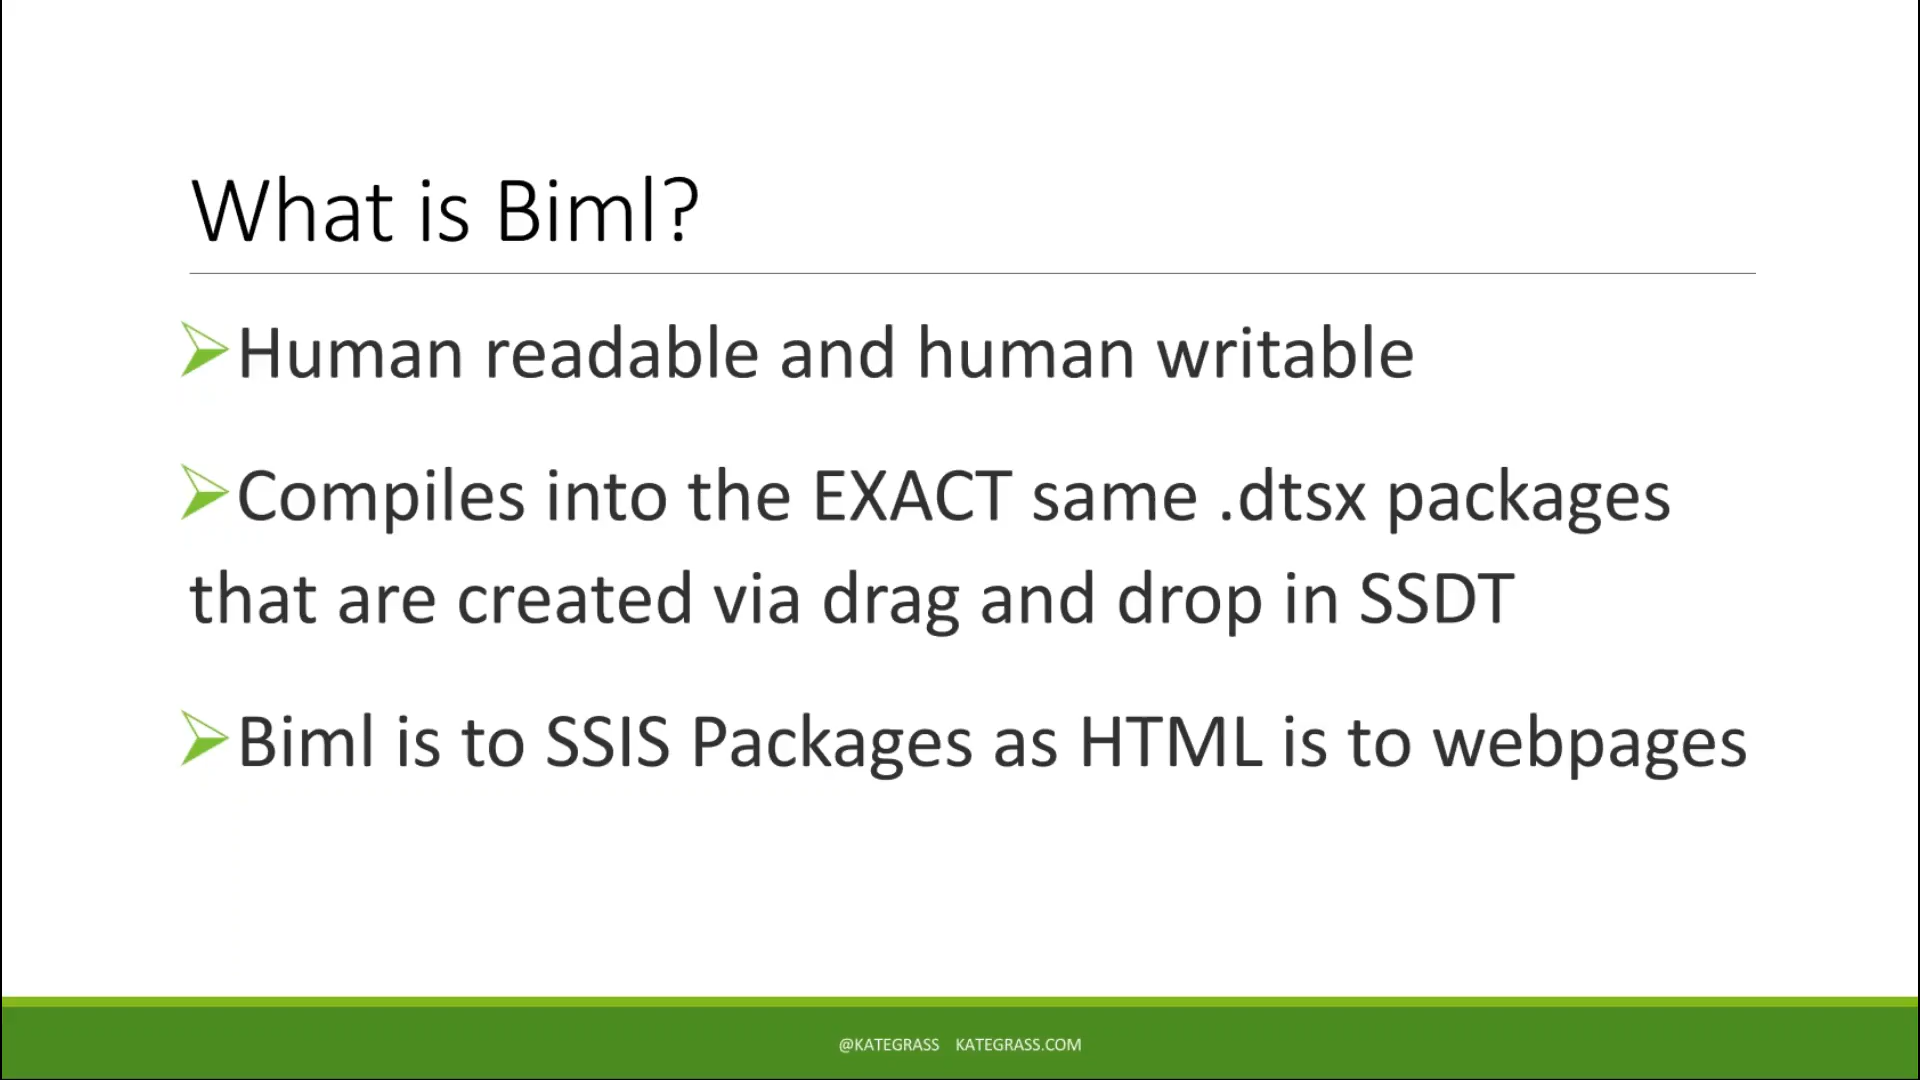 What is Biml?
Human readable and human writable
Compiles into the EXACT same .dtsx packages
that are created via drag and drop in SSDT
Biml is to SSIS Packages as HTML is to webpages
@KATEGRASS KATEGRASS.COM